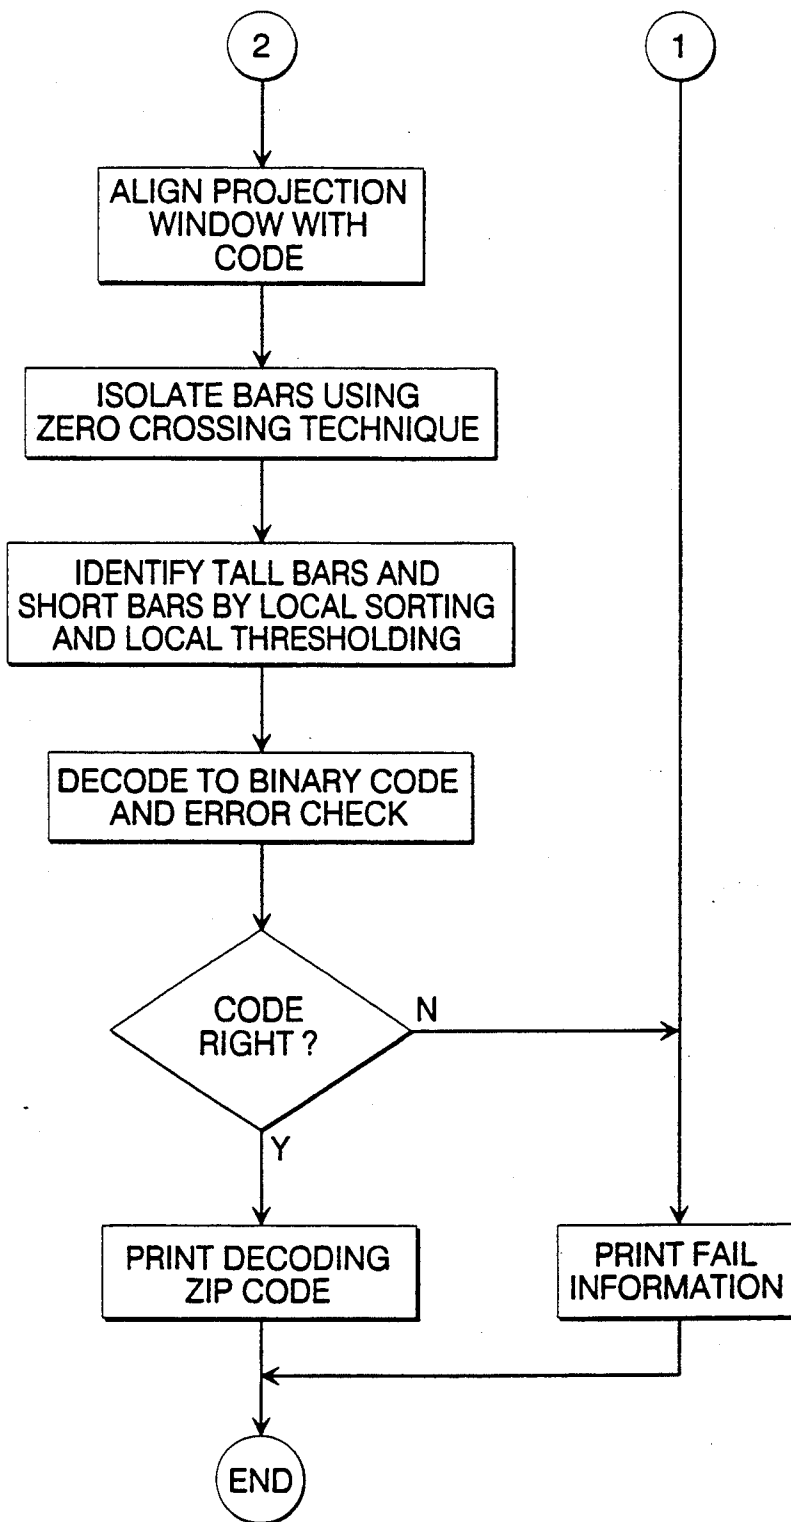 2
1
ALIGN PROJECTION
WINDOW WITH
CODE
ISOLATE BARS USING
ZERO CROSSING TECHNIQUE
IDENTIFY TALL BARS AND
SHORT BARS BY LOCAL SORTING
AND LOCAL THRESHOLDING
DECODE TO BINARY CODE
AND ERROR CHECK
CODE
RIGHT ?
N
Y
PRINT DECODING
ZIP CODE
PRINT FAIL
INFORMATION
END